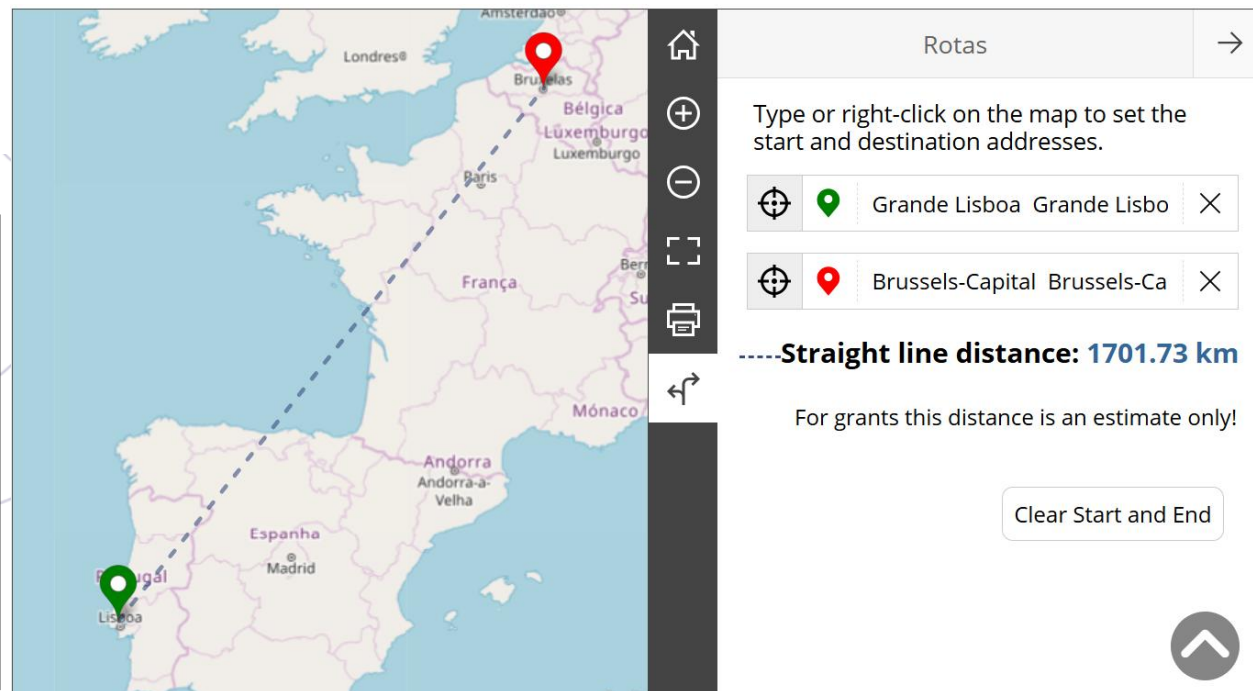 Amsterdão
Londres
Bruxelas
Bélgica
Luxemburgo
Luxemburgo
Paris
Bern
Su
França
Mónaco
Andorra
Andorra-a-
Velha
Espanha
Madrid
Portugal
Lisboa
Rotas
Type or right-click on the map to set the
start and destination addresses.
Grande Lisboa Grande Lisbo
Brussels-Capital Brussels-Ca
-----Straight line distance: 1701.73 km
For grants this distance is an estimate only!
Clear Start and End